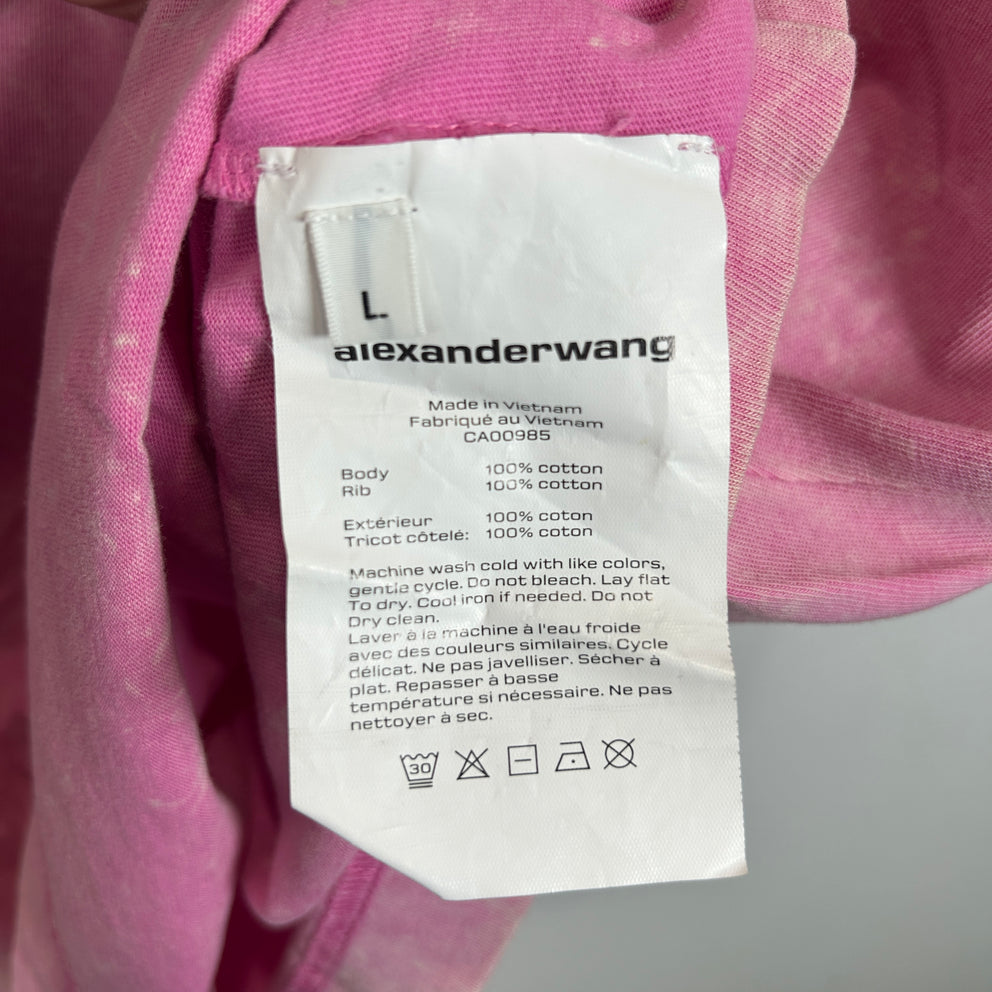 L
alexanderwang
Made in Vietnam
Fabriqué au Vietnam
CA00985
Body 100% cotton
Rib 100% cotton
Extérieur 100% coton
Tricot côtelé: 100% coton
Machine wash cold with like colors,
gentle cycle. Do not bleach. Lay flat
To dry. Cool iron if needed. Do not
Dry clean.
Laver à la machine à l'eau froide
avec des couleurs similaires. Cycle
délicat. Ne pas javelliser. Sécher à
plat. Repasser à basse
température si nécessaire. Ne pas
nettoyer à sec.
30